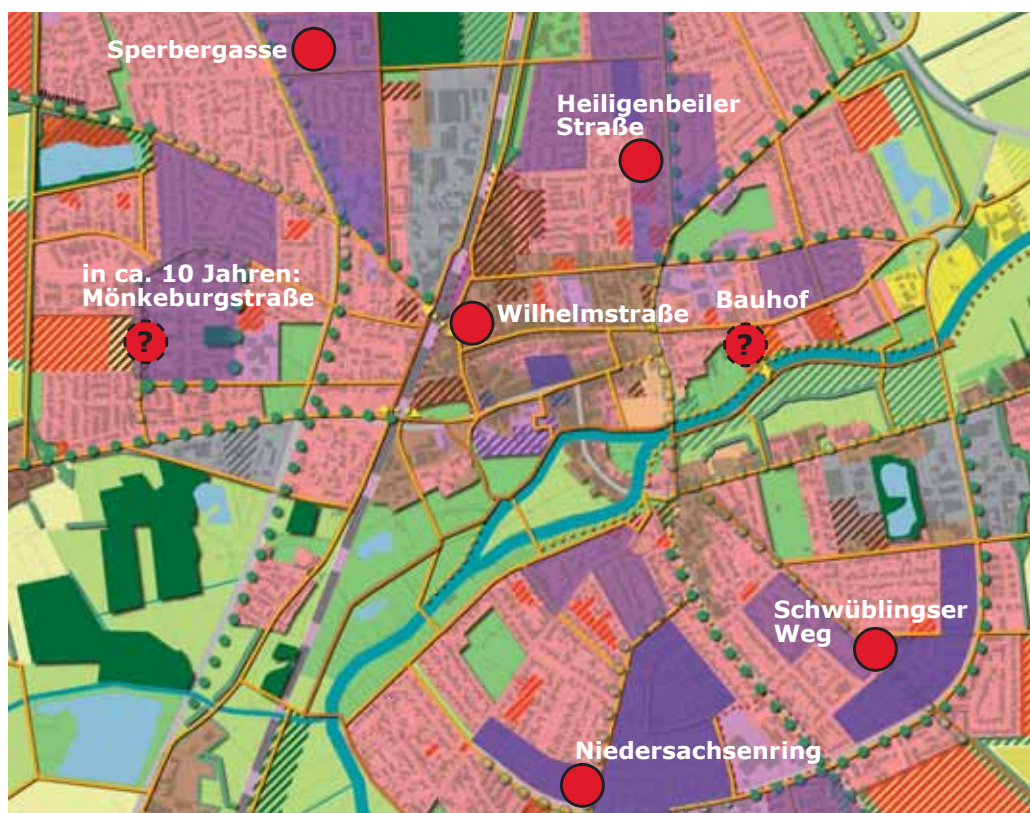 Sperbergasse
Heiligenbeiler
Straße
in ca. 10 Jahren:
Mönkeburgstraße
?
Wilhelmstraße
Bauhof
?
Schwüblingser
Weg
Niedersachsenring